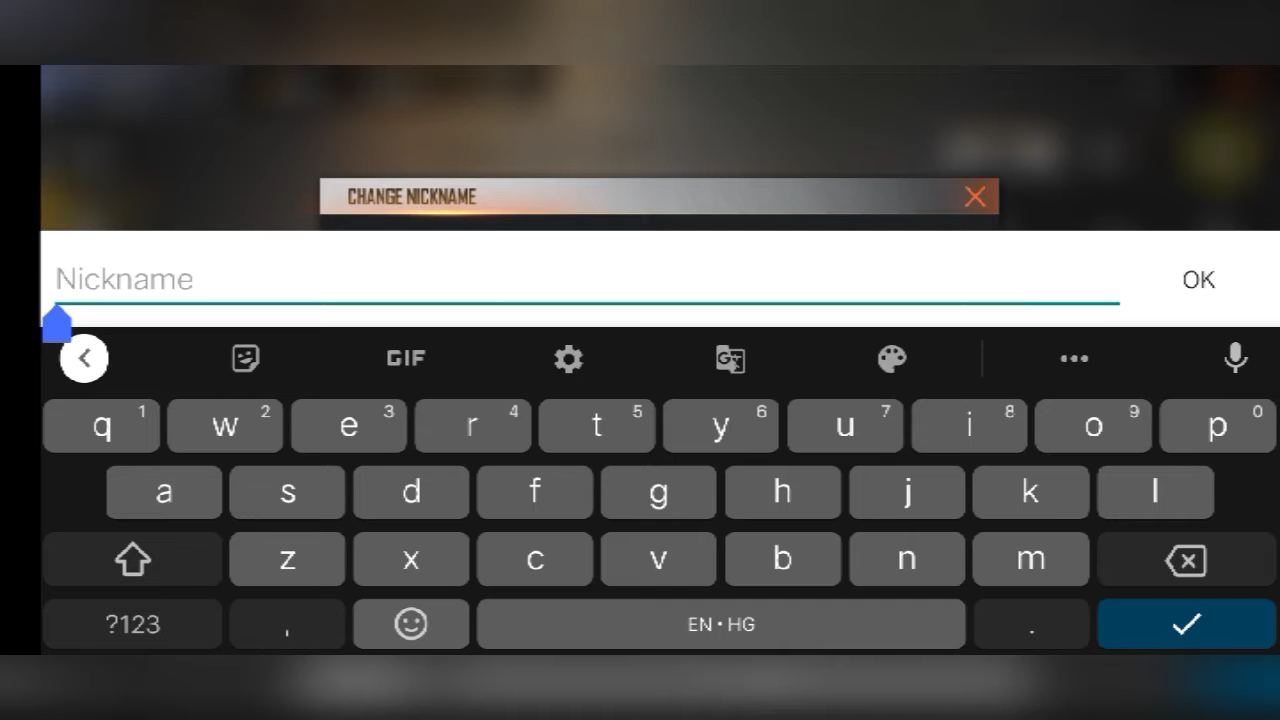 CHANGE NICKNAME
Nickname
OK
GIF
q 1 w 2 e 3 r 4 t 5 y 6 u 7 i 8 o 9 p 0
a s d f g h j k l
z x c v b n m
?123 , EN • HG .